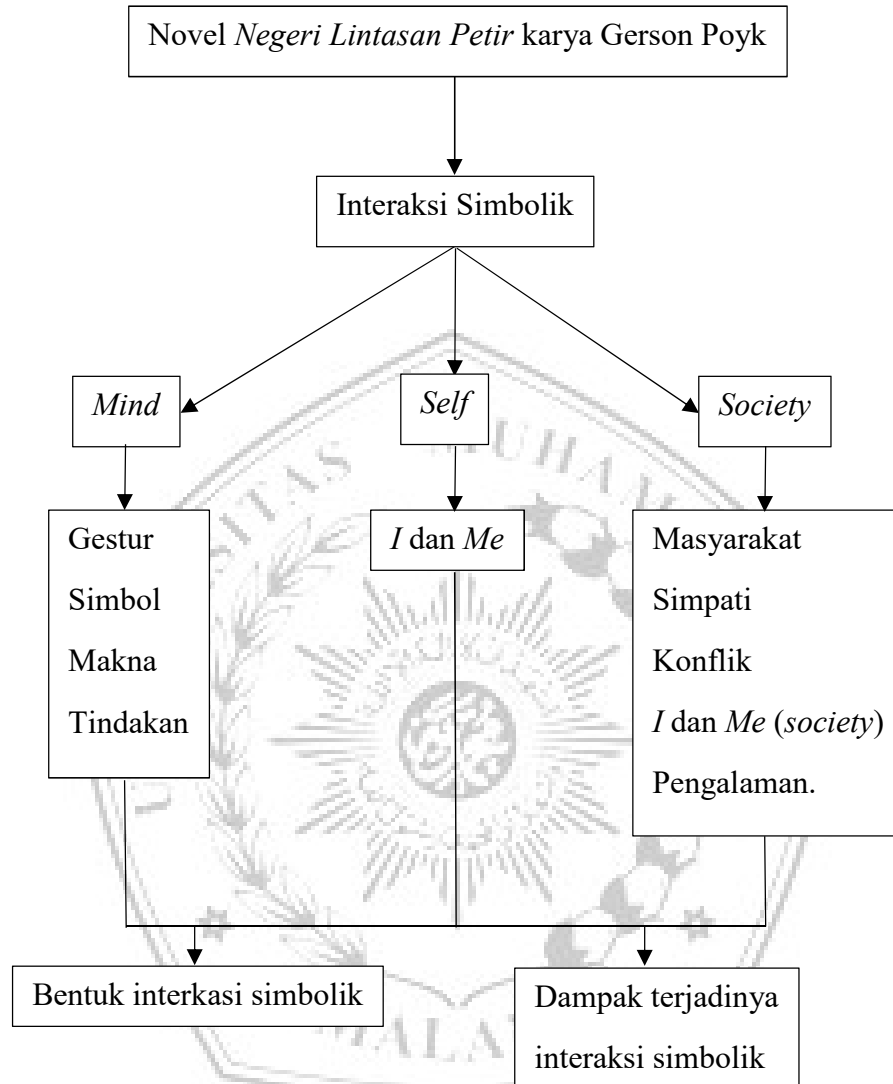 Novel Negeri Lintasan Petir karya Gerson Poyk
Interaksi Simbolik
Mind
Self
Society
Gestur
Simbol
Makna
Tindakan
I dan Me
Masyarakat
Simpati
Konflik
I dan Me (society)
Pengalaman.
Bentuk interkasi simbolik
Dampak terjadinya
interaksi simbolik